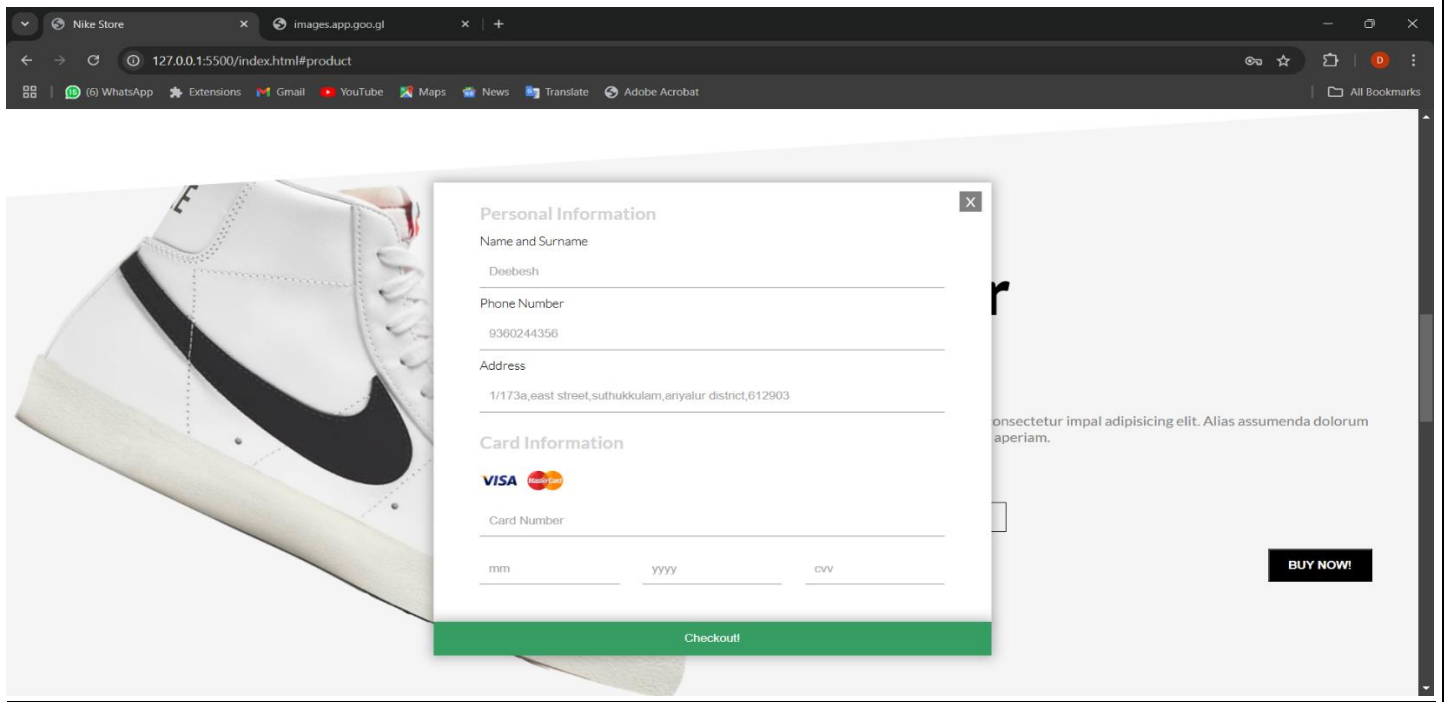 Nike Store
images.app.goo.gl
127.0.0.1:5500/index.html#product
D
(6) WhatsApp Extensions Gmail YouTube Maps News Translate Adobe Acrobat
All Bookmarks
X
Personal Information
Name and Surname
Deebesh
r
Phone Number
9360244356
Address
1/173a,east street,suthukkulam,ariyalur district,612903
onsectetur impal adipisicing elit. Alias assumenda dolorum
aperiam.
Card Information
VISA MasterCard
Card Number
mm yyyy cvv
BUY NOW!
Checkout!